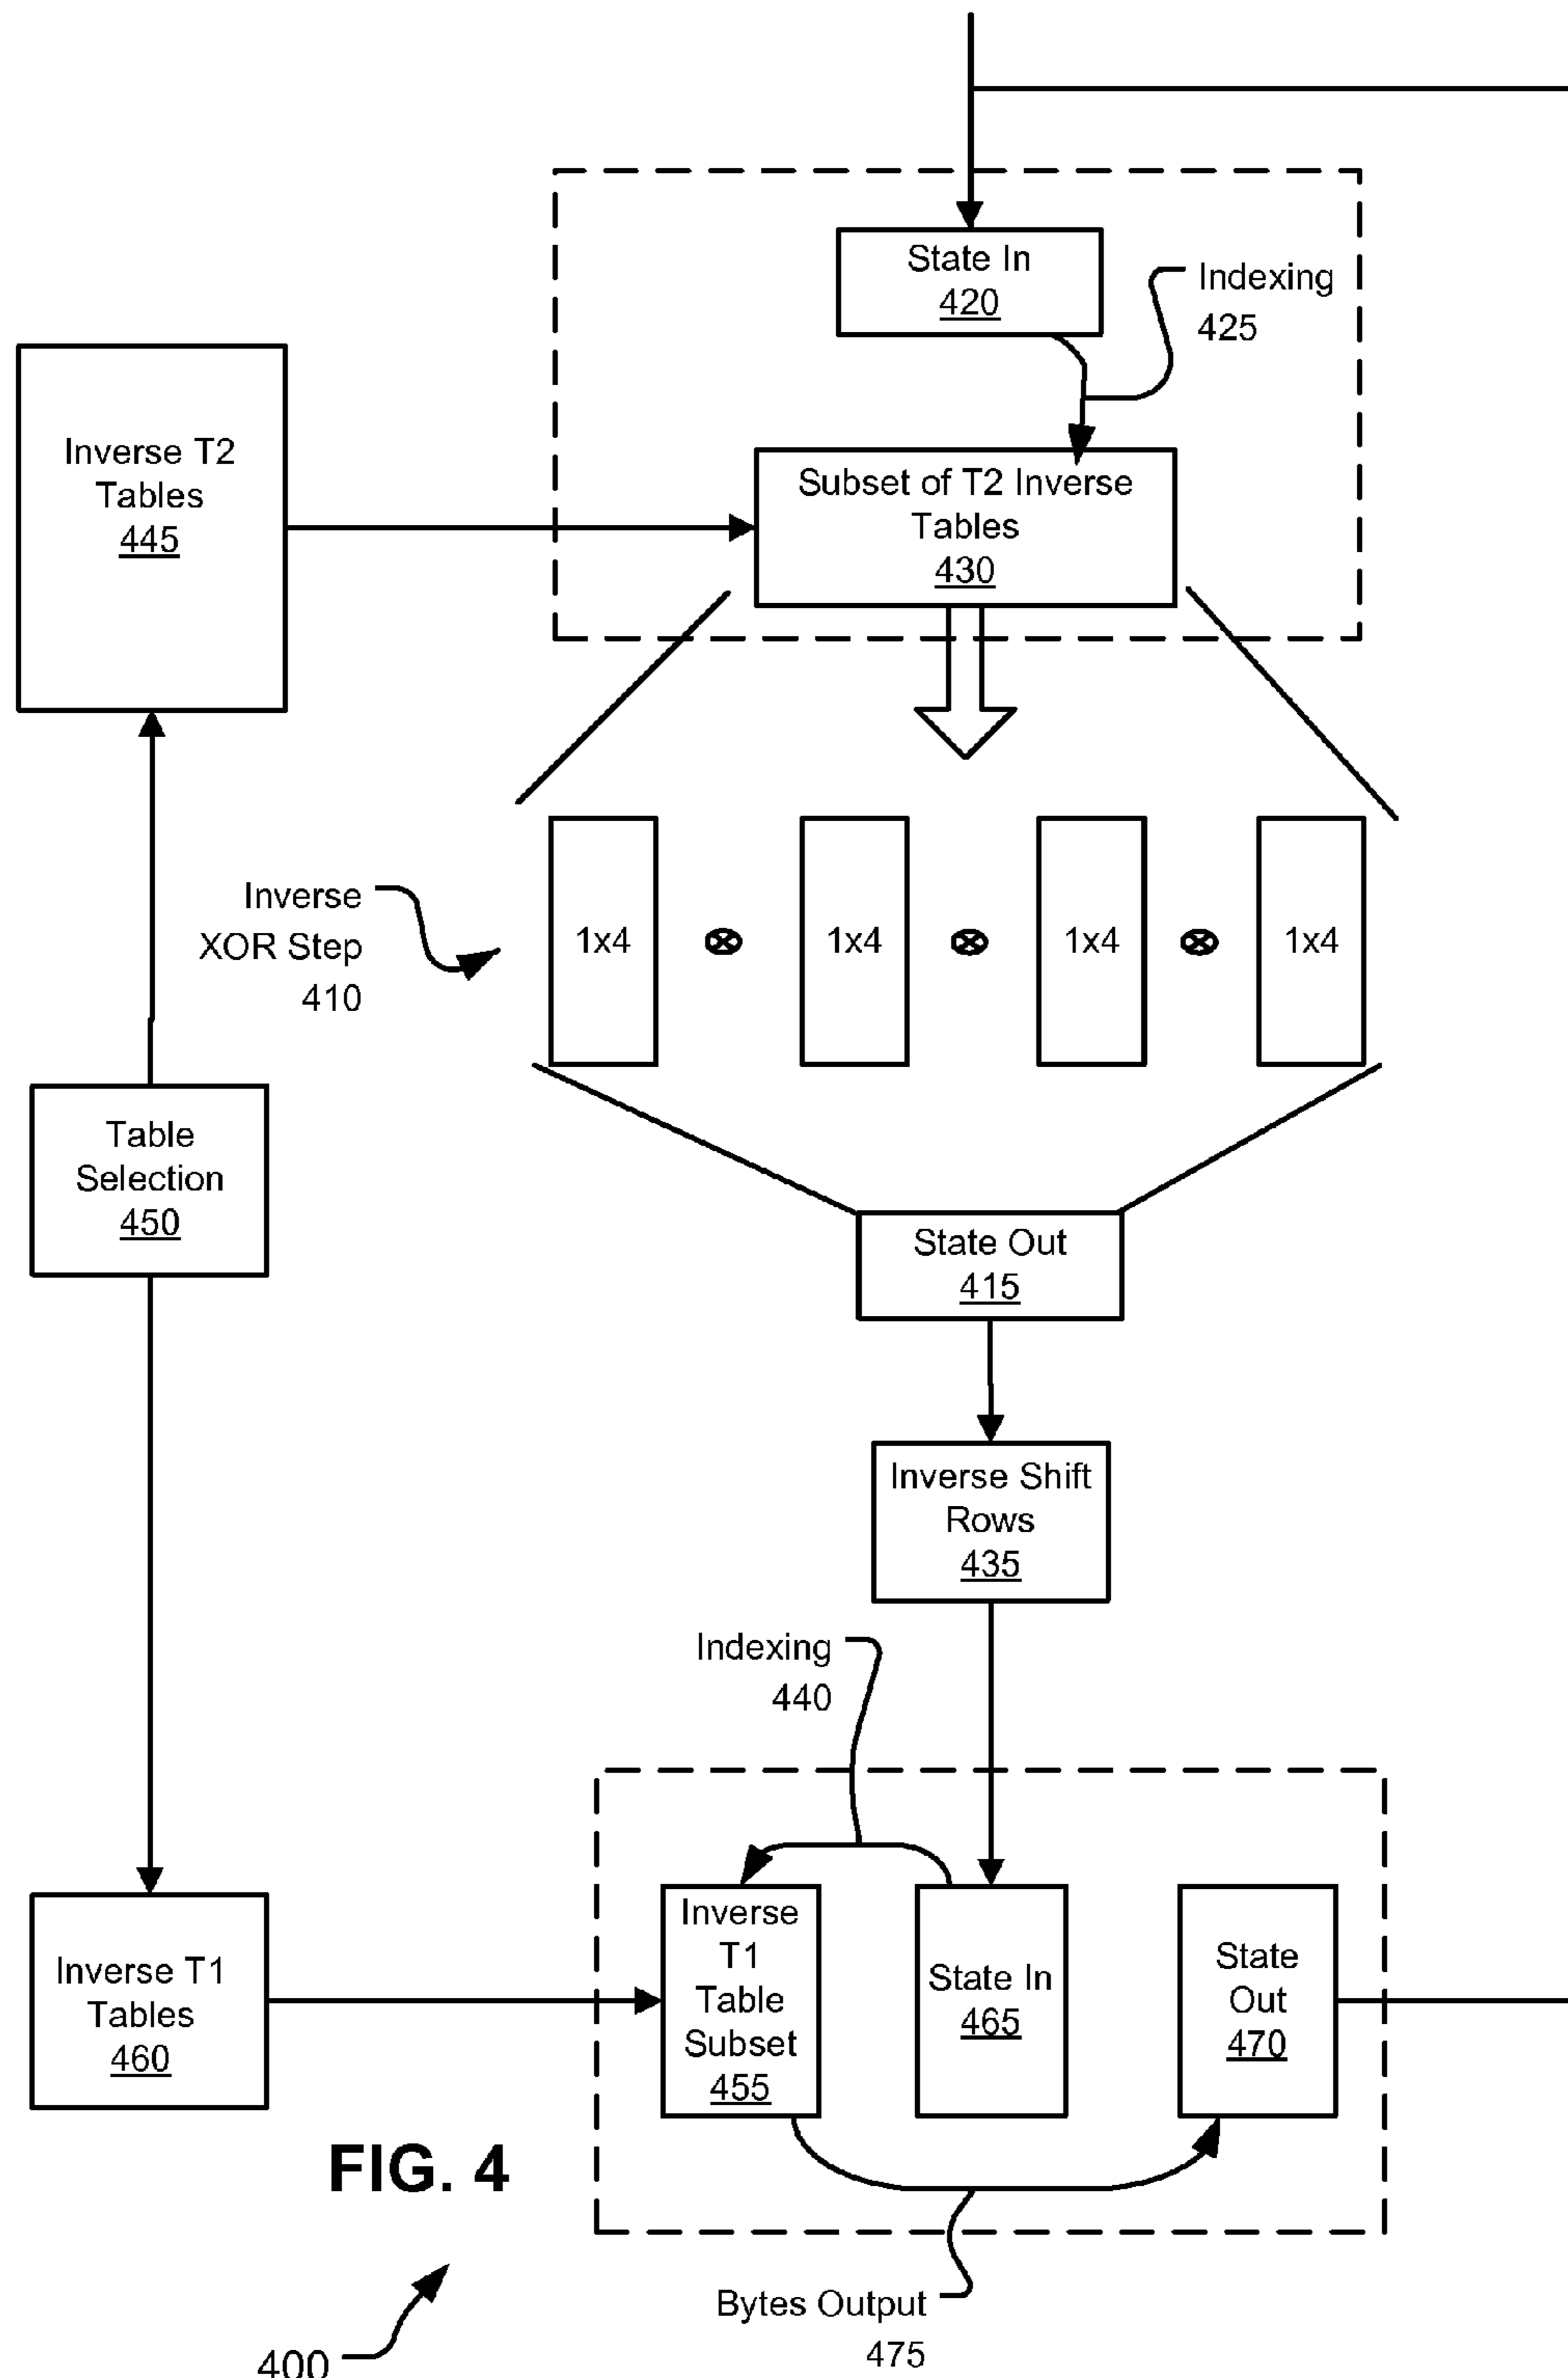 State In
420
Indexing
425
Inverse T2
Tables
445
Subset of T2 Inverse
Tables
430
Inverse
XOR Step
410
1x4
1x4
1x4
1x4
Table
Selection
450
State Out
415
Inverse Shift
Rows
435
Indexing
440
Inverse T1
Tables
460
Inverse
T1
Table
Subset
455
State In
465
State
Out
470
FIG. 4
Bytes Output
475
400